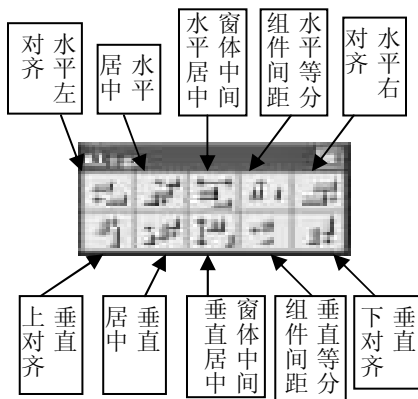 水平左
对齐
水平
居中
窗体中间
水平居中
水平等分
组件间距
水平右
对齐
垂直
上对齐
垂直
居中
窗体中间
垂直居中
垂直等分
组件间距
垂直
下对齐